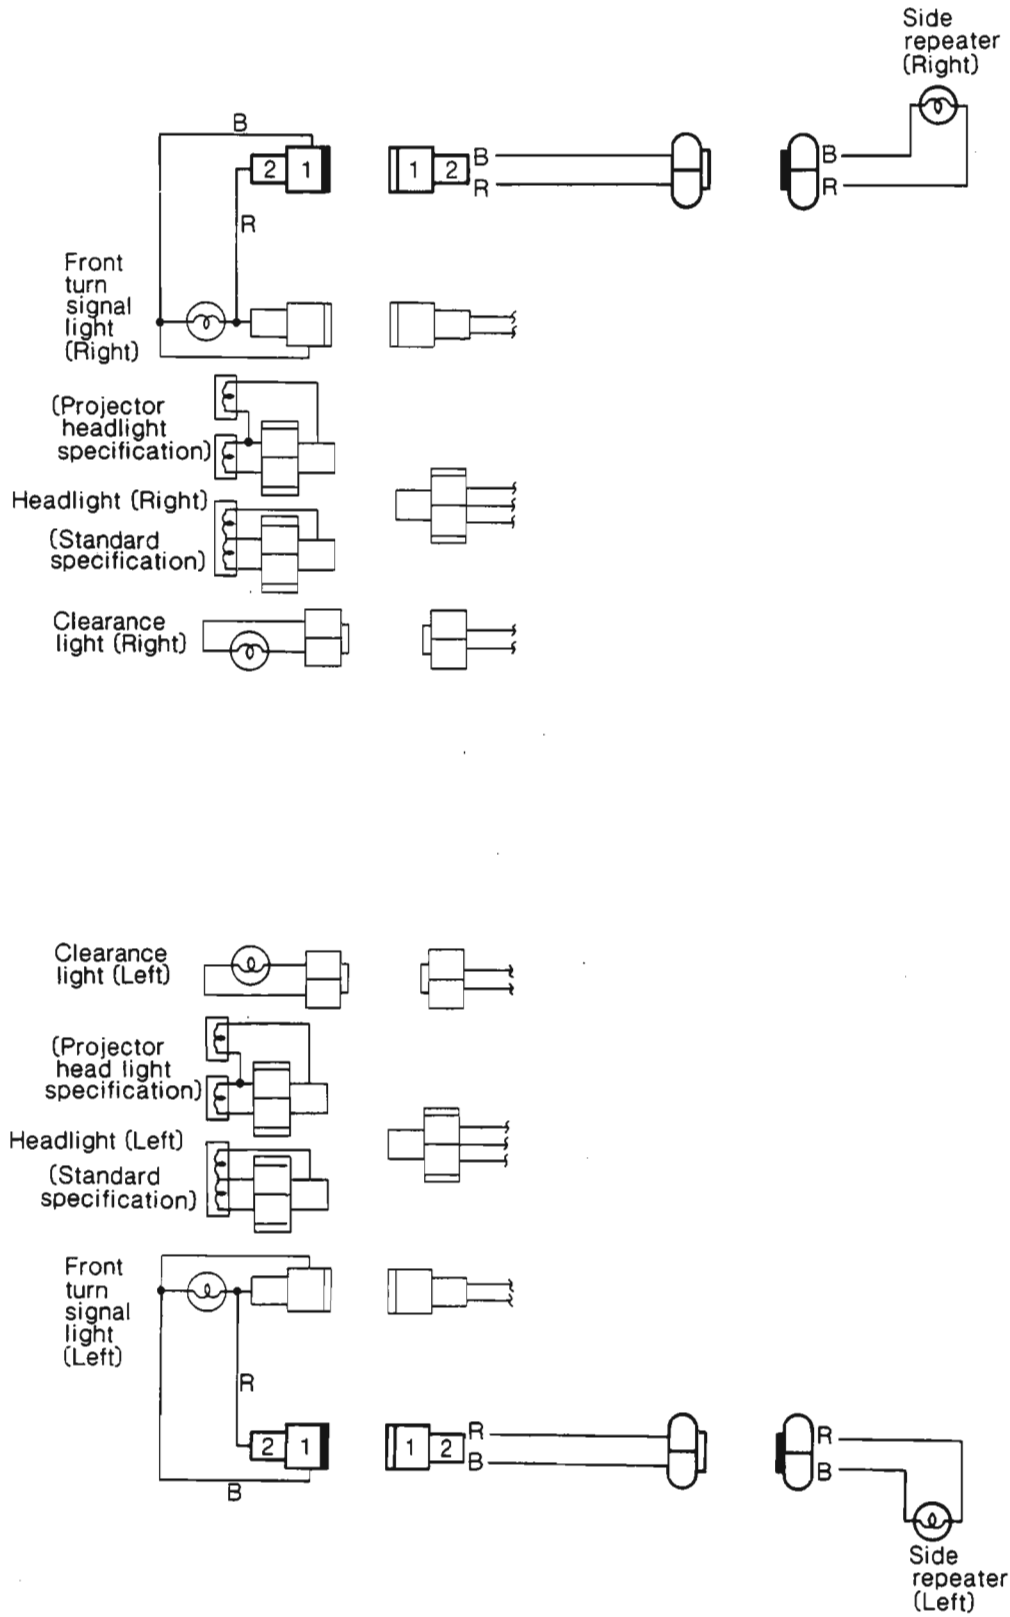 Side
repeater
(Right)
B
2 1
1 2
B
R
B
R
R
Front
turn
signal
light
(Right)
(Projector
headlight
specification)
Headlight (Right)
(Standard
specification)
Clearance
light (Right)
Clearance
light (Left)
(Projector
head light
specification)
Headlight (Left)
(Standard
specification)
Front
turn
signal
light
(Left)
R
2 1
1 2
R
B
R
B
B
Side
repeater
(Left)